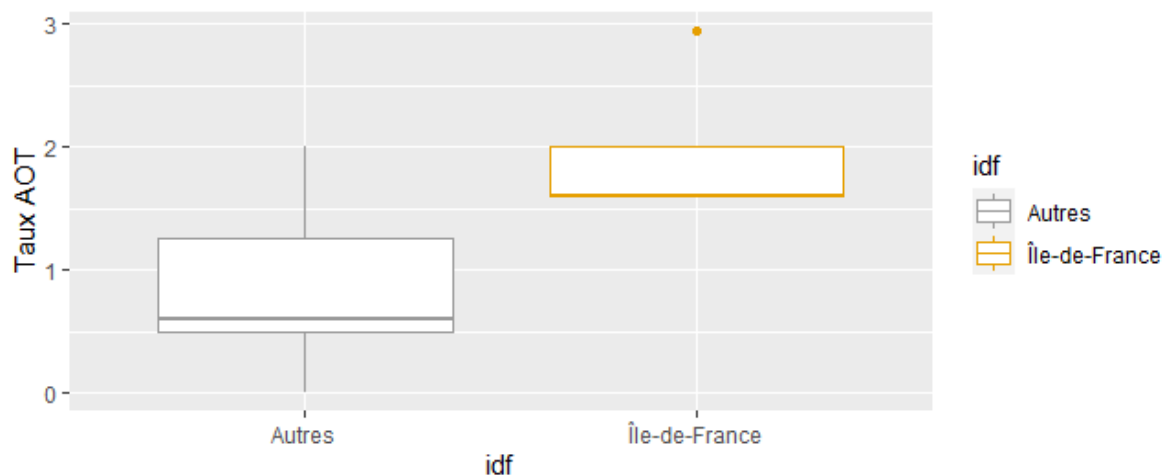 3
2
1
0
Taux AOT
Autres
Île-de-France
idf
idf
Autres
Île-de-France